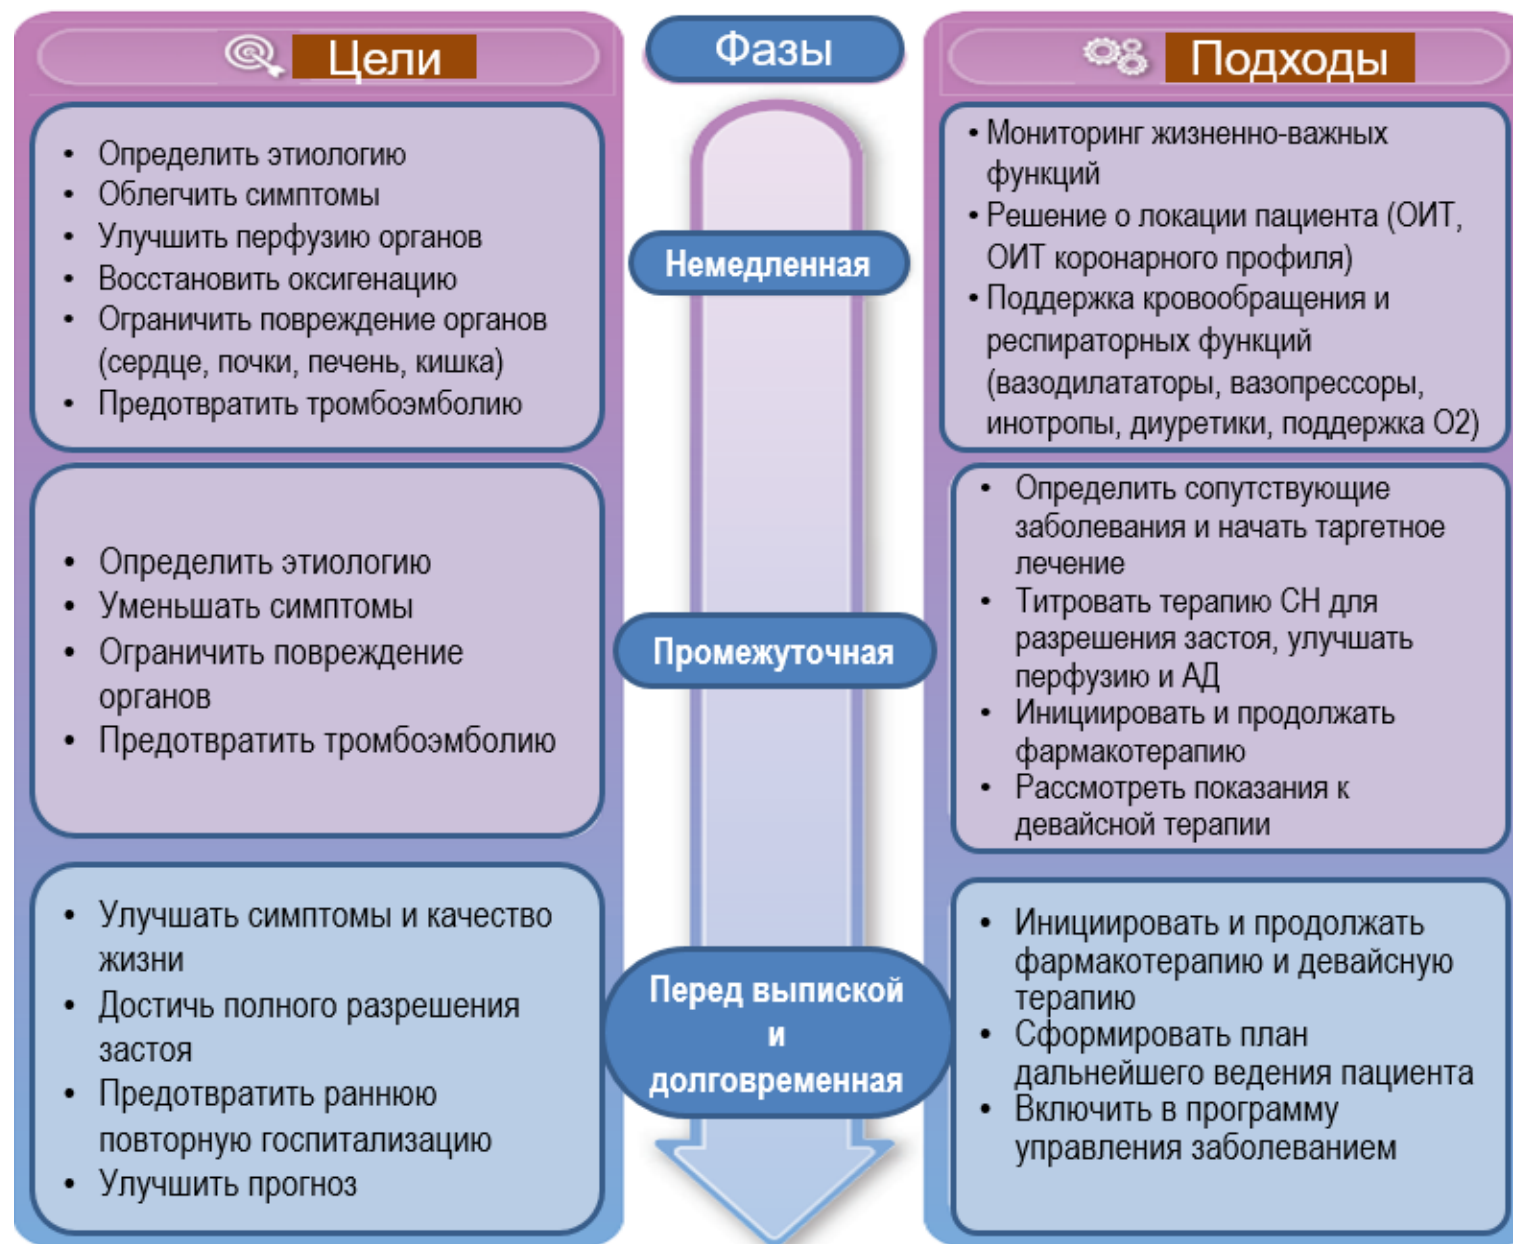 Цели
Определить этиологию
Облегчить симптомы
Улучшить перфузию органов
Восстановить оксигенацию
Ограничить повреждение органов
(сердце, почки, печень, кишка)
Предотвратить тромбоэмболию
Определить этиологию
Уменьшать симптомы
Ограничить повреждение
органов
Предотвратить тромбоэмболию
Улучшать симптомы и качество
жизни
Достичь полного разрешения
застоя
Предотвратить раннюю
повторную госпитализацию
Улучшить прогноз
Фазы
Немедленная
Промежуточная
Перед выпиской
и
долговременная
Подходы
Мониторинг жизненно-важных
функций
Решение о локации пациента (ОИТ,
ОИТ коронарного профиля)
Поддержка кровообращения и
респираторных функций
(вазодилататоры, вазопрессоры,
инотропы, диуретики, поддержка О2)
Определить сопутствующие
заболевания и начать таргетное
лечение
Титровать терапию СН для
разрешения застоя, улучшать
перфузию и АД
Инициировать и продолжать
фармакотерапию
Рассмотреть показания к
девайсной терапии
Инициировать и продолжать
фармакотерапию и девайсную
терапию
Сформировать план
дальнейшего ведения пациента
Включить в программу
управления заболеванием